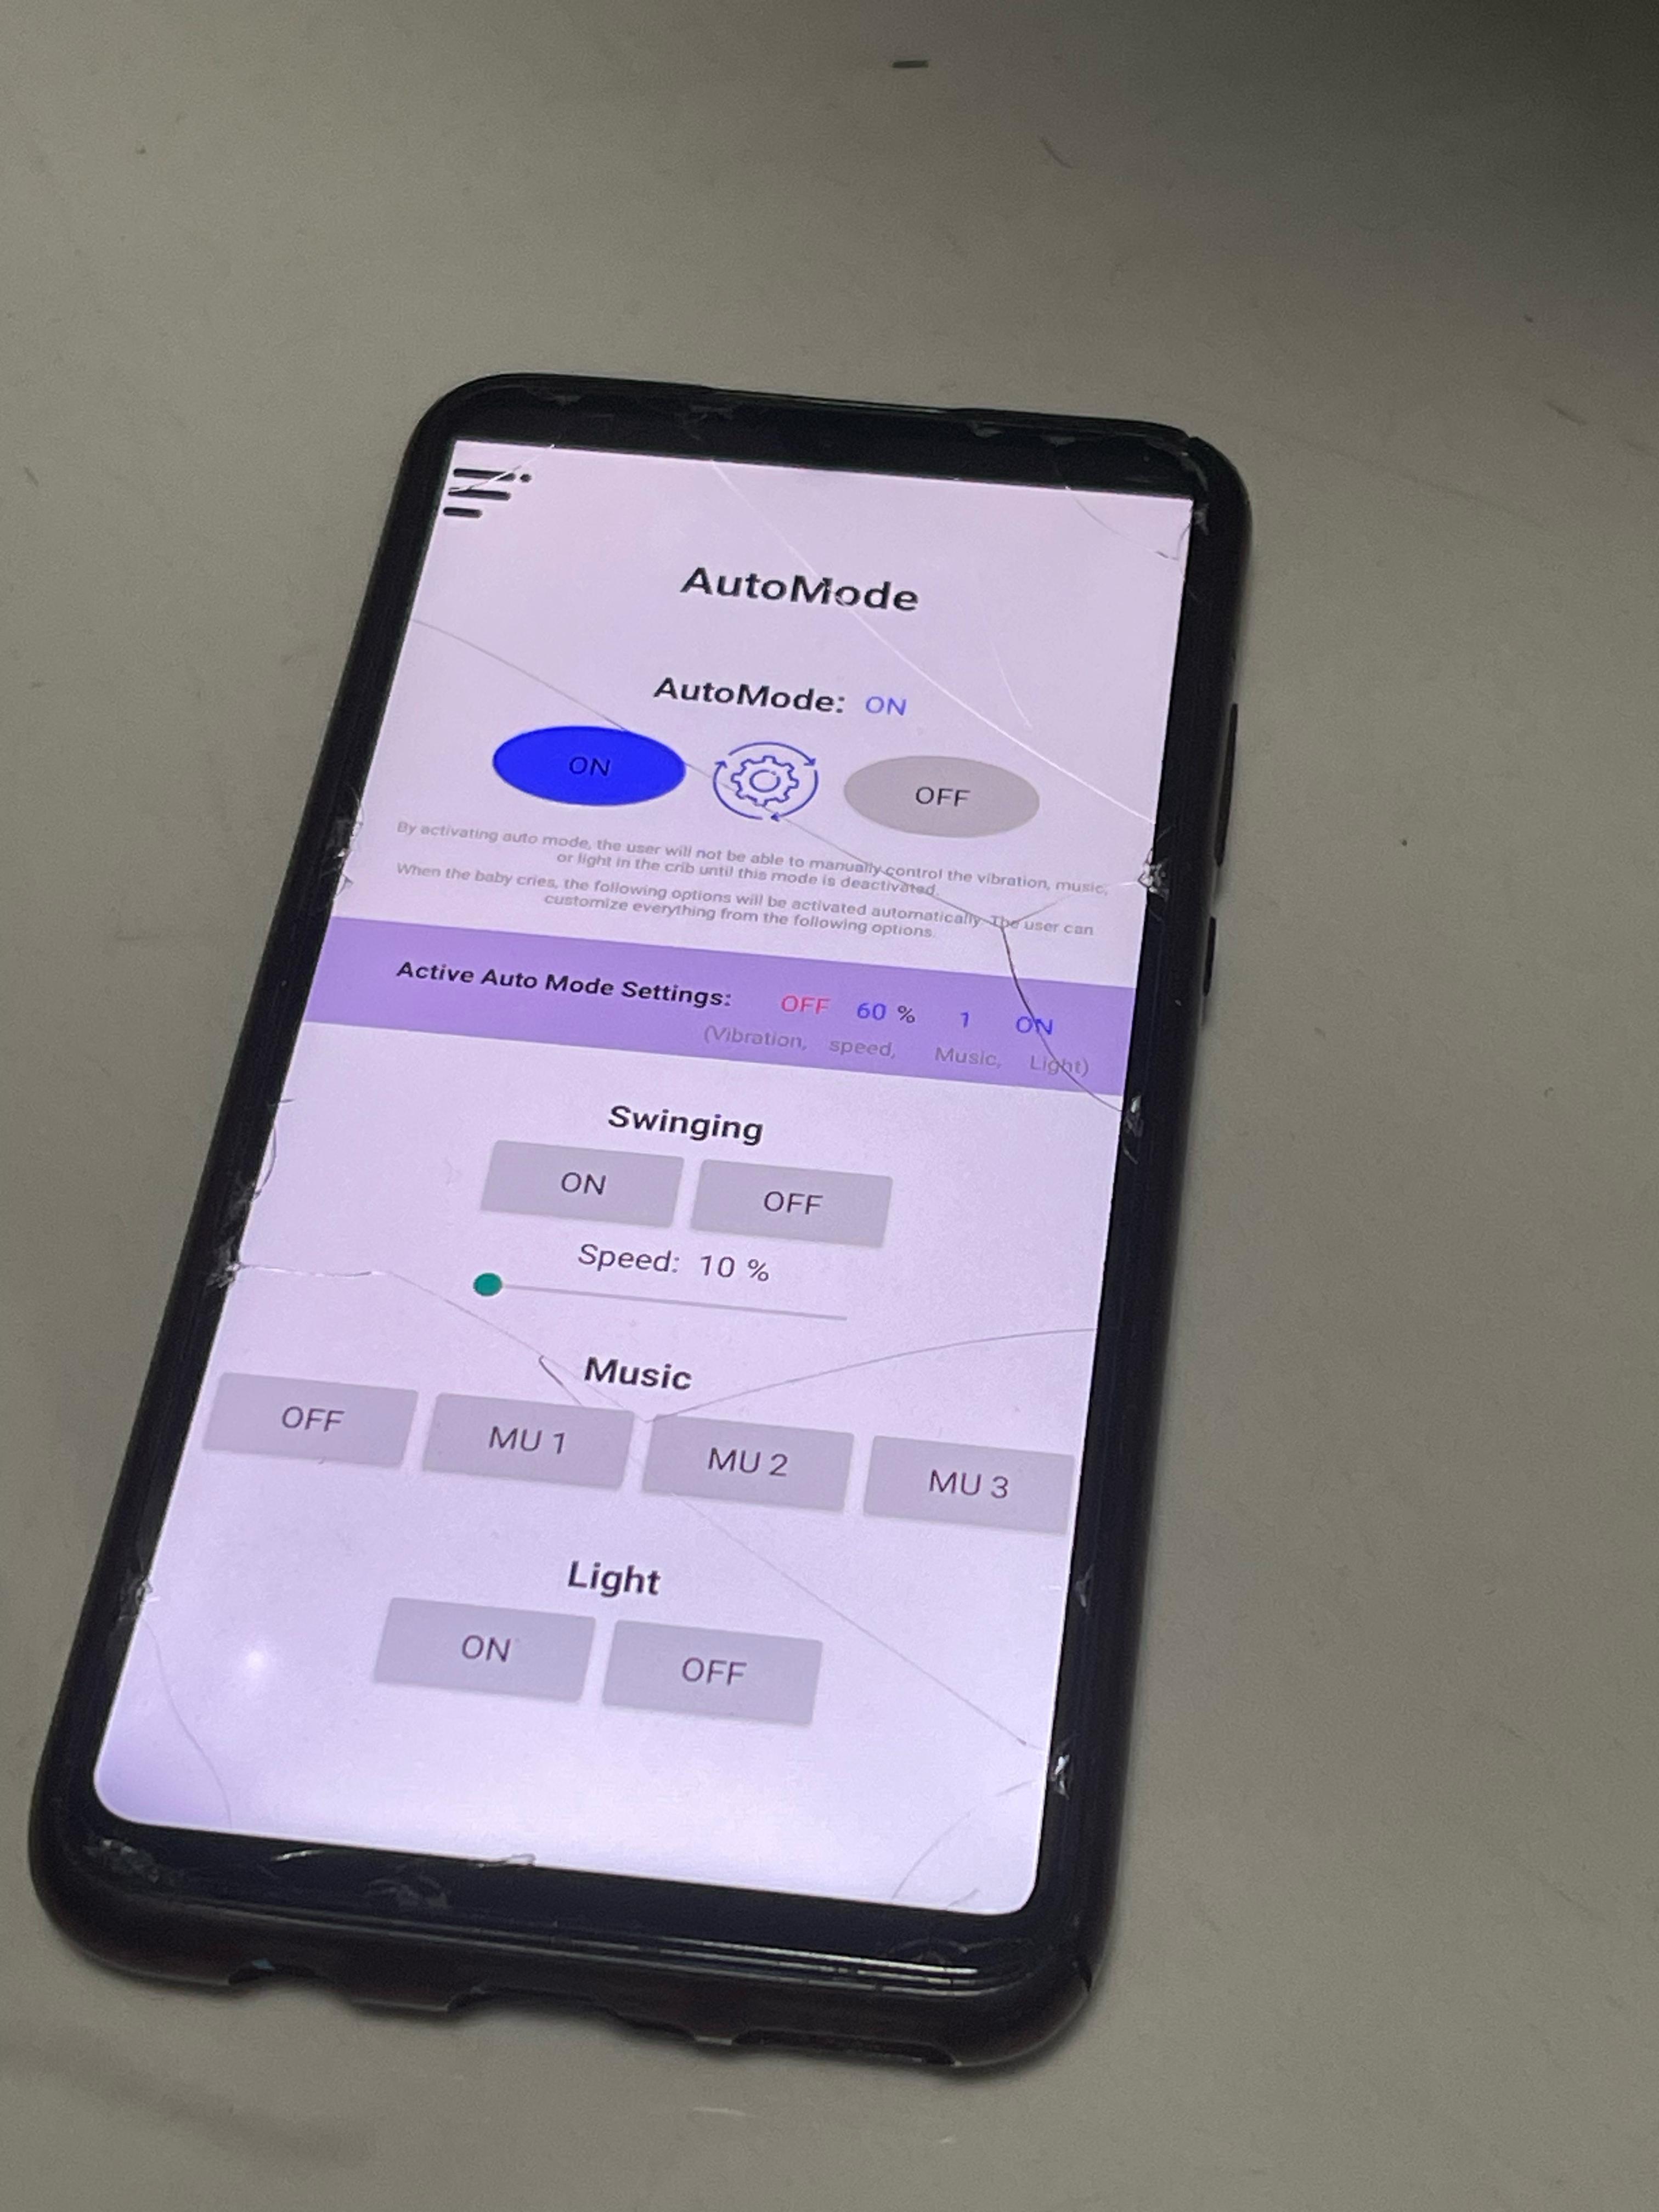 AutoMode
AutoMode: ON
ON OFF
By activating auto mode, the user will not be able to manually control the vibration, music,
or light in the crib until this mode is deactivated.
When the baby cries, the following options will be activated automatically. The user can
customize everything from the following options.
Active Auto Mode Settings: OFF 60 % 1 ON
(Vibration, speed, Music, Light)
Swinging
ON OFF
Speed: 10 %
Music
OFF MU 1 MU 2 MU 3
Light
ON OFF